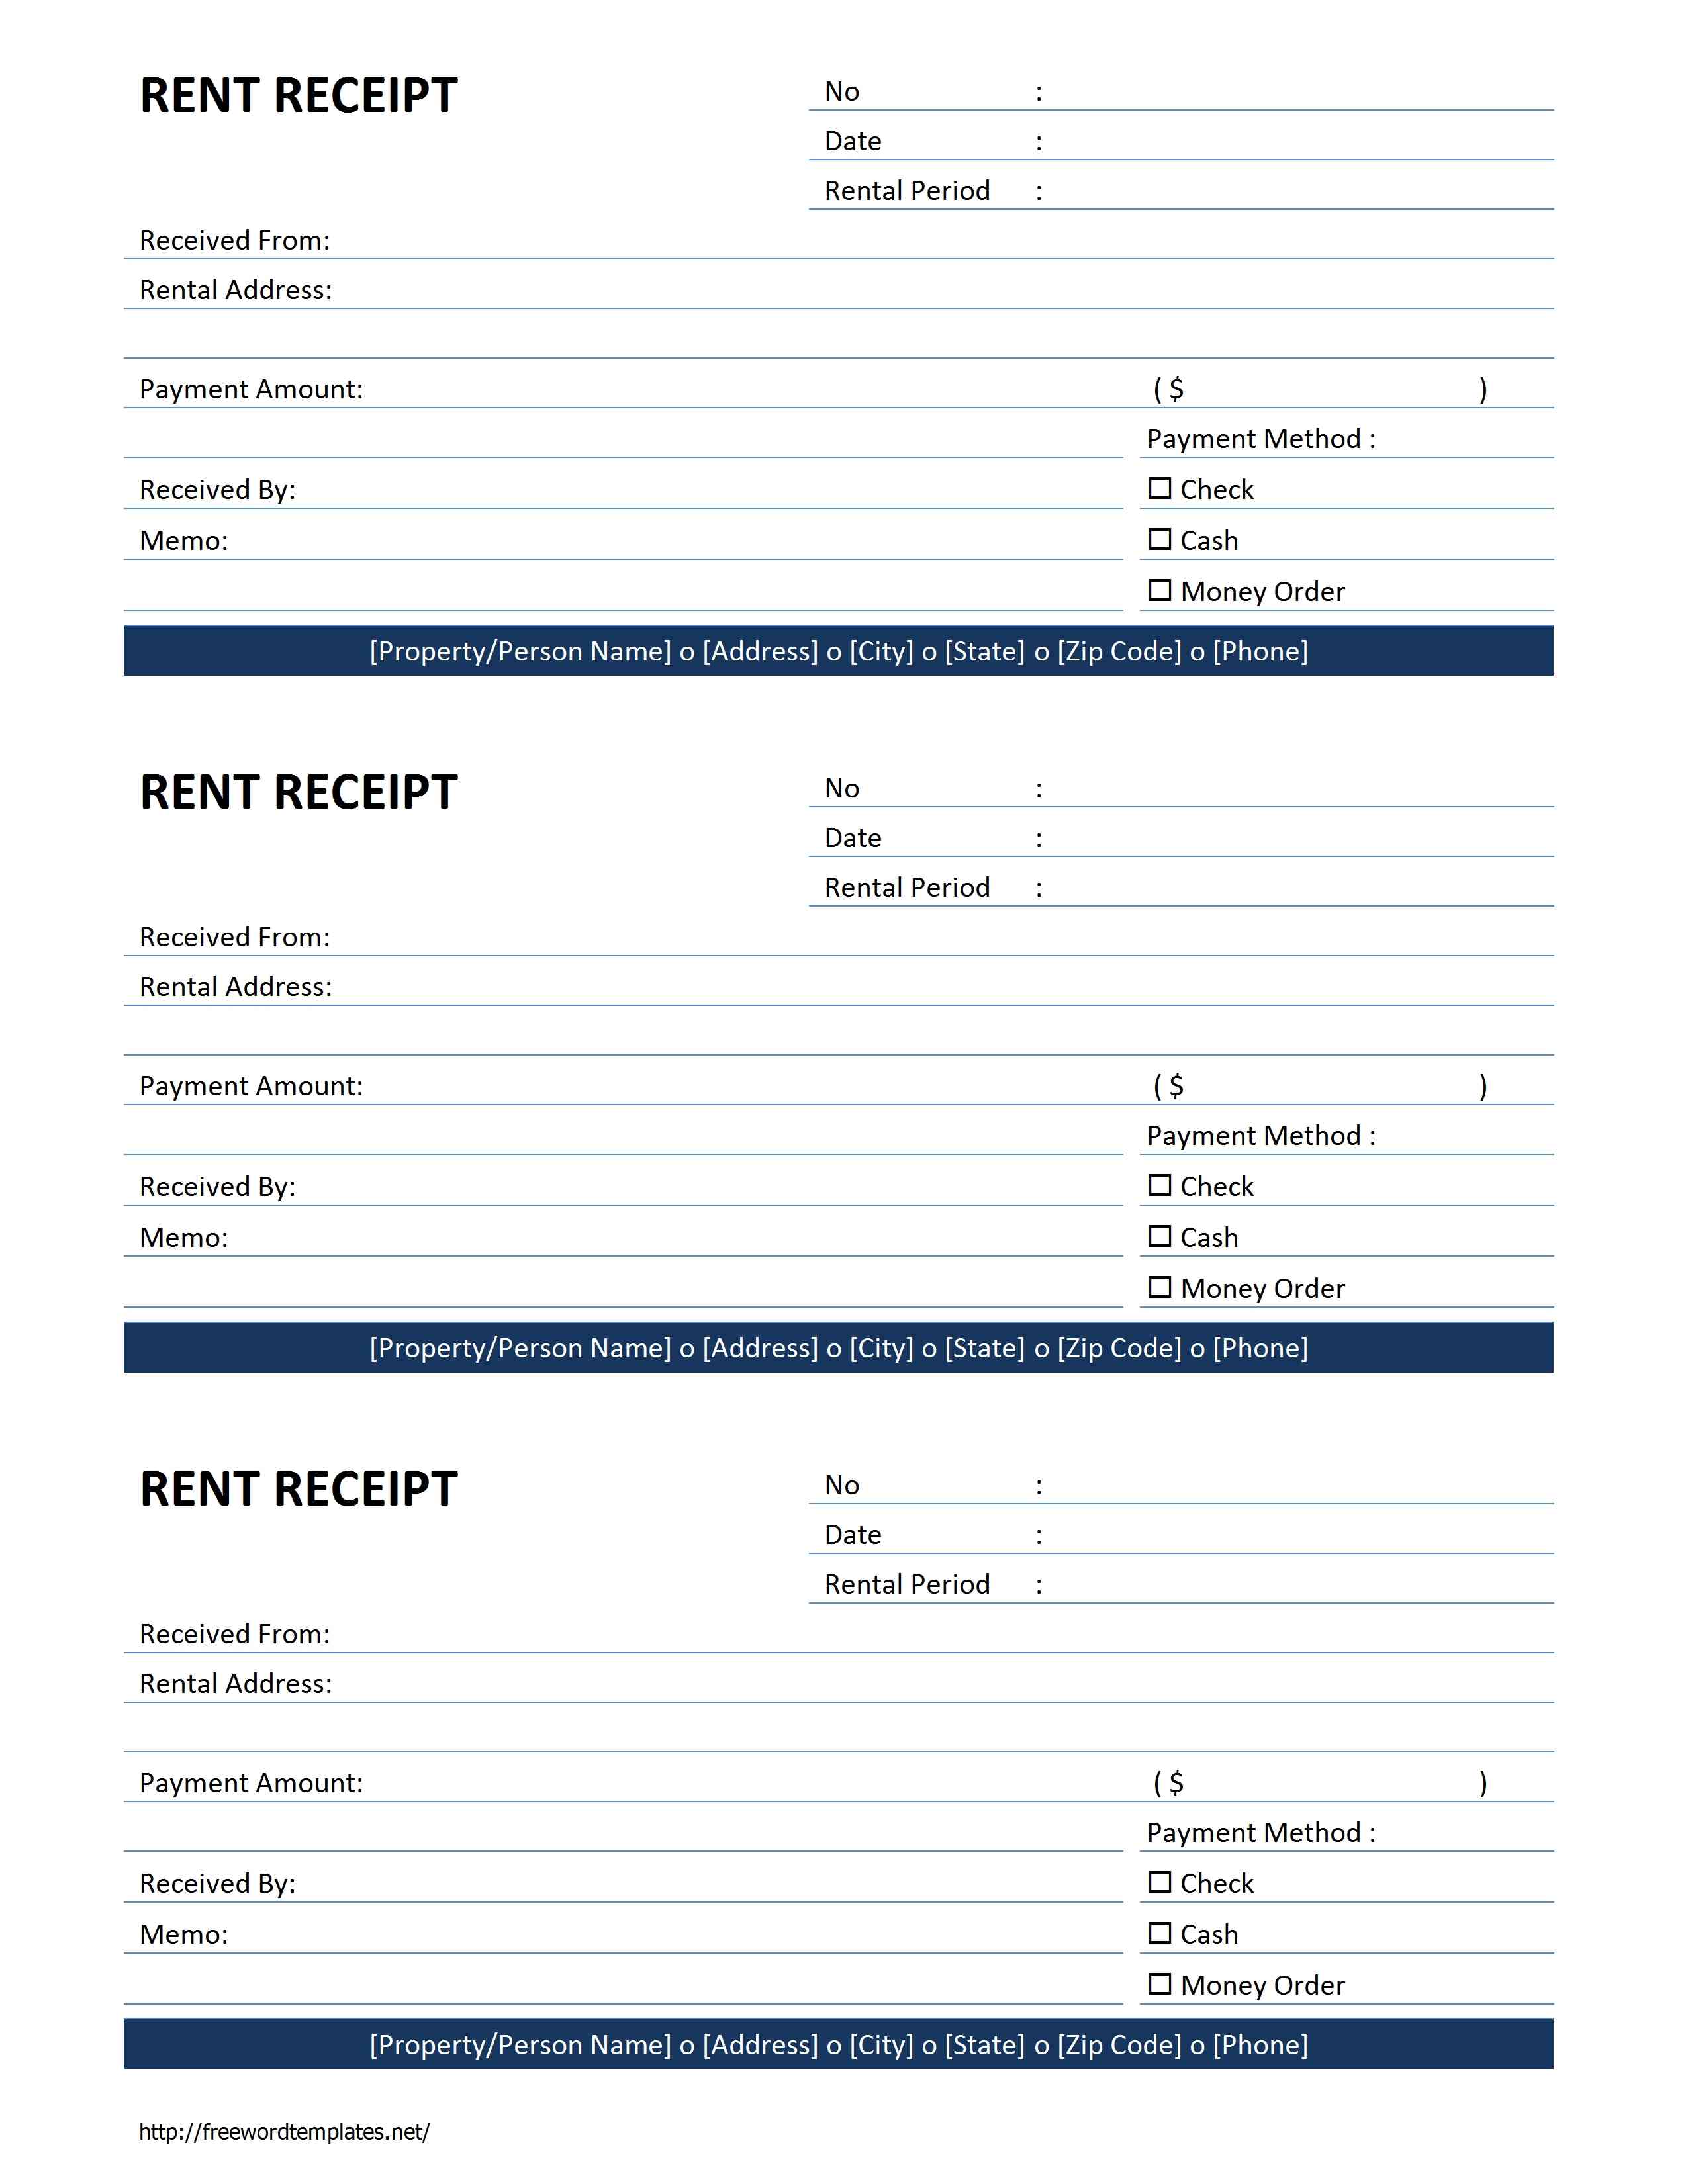 RENT RECEIPT
No :
Date :
Rental Period :
Received From:
Rental Address:
Payment Amount: ( $ )
Payment Method :
Received By:
☐ Check
Memo:
☐ Cash
☐ Money Order
[Property/Person Name] o [Address] o [City] o [State] o [Zip Code] o [Phone]
RENT RECEIPT
No :
Date :
Rental Period :
Received From:
Rental Address:
Payment Amount: ( $ )
Payment Method :
Received By:
☐ Check
Memo:
☐ Cash
☐ Money Order
[Property/Person Name] o [Address] o [City] o [State] o [Zip Code] o [Phone]
RENT RECEIPT
No :
Date :
Rental Period :
Received From:
Rental Address:
Payment Amount: ( $ )
Payment Method :
Received By:
☐ Check
Memo:
☐ Cash
☐ Money Order
[Property/Person Name] o [Address] o [City] o [State] o [Zip Code] o [Phone]
http://freewordtemplates.net/